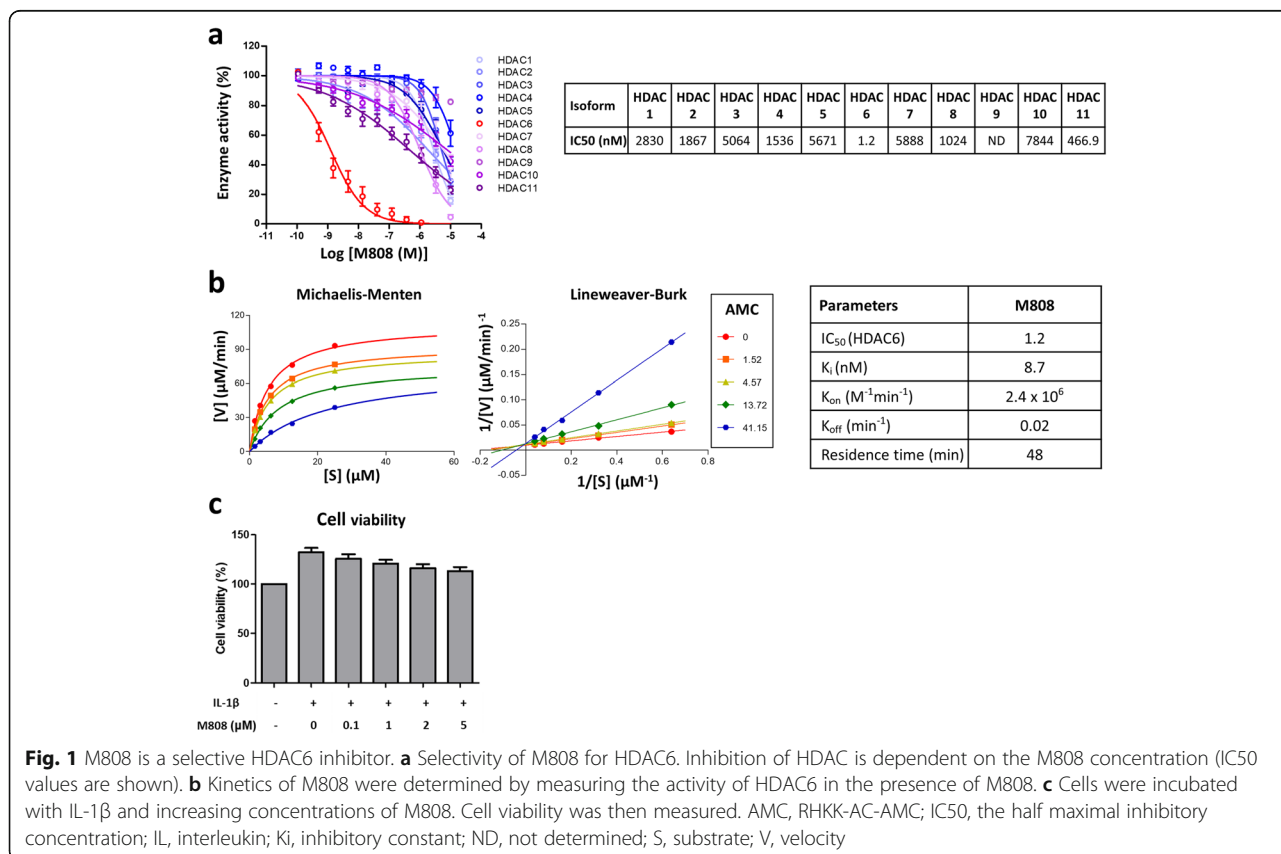 a
120
100
80
60
40
20
0
Enzyme activity (%)
-11 -10 -9 -8 -7 -6 -5 -4
Log [M808 (M)]
HDAC1
HDAC2
HDAC3
HDAC4
HDAC5
HDAC6
HDAC7
HDAC8
HDAC9
HDAC10
HDAC11
Isoform HDAC 1 HDAC 2 HDAC 3 HDAC 4 HDAC 5 HDAC 6 HDAC 7 HDAC 8 HDAC 9 HDAC 10 HDAC 11
IC50 (nM) 2830 1867 5064 1536 5671 1.2 5888 1024 ND 7844 466.9
b
Michaelis-Menten
120
90
60
30
0
[V] (µM/min)
0 20 40 60
[S] (µM)
Lineweaver-Burk
0.25
0.20
0.15
0.10
0.05
-0.05
1/[V] (µM/min)⁻¹
-0.2 0.0 0.2 0.4 0.6 0.8
1/[S] (µM⁻¹)
AMC
0
1.52
4.57
13.72
41.15
Parameters M808
IC₅₀ (HDAC6) 1.2
Kᵢ (nM) 8.7
Kₒₙ (M⁻¹min⁻¹) 2.4 x 10⁶
Kₒff (min⁻¹) 0.02
Residence time (min) 48
c
Cell viability
150
100
50
0
Cell viability (%)
IL-1β - + + + + +
M808 (µM) - 0 0.1 1 2 5
Fig. 1 M808 is a selective HDAC6 inhibitor. a Selectivity of M808 for HDAC6. Inhibition of HDAC is dependent on the M808 concentration (IC50
values are shown). b Kinetics of M808 were determined by measuring the activity of HDAC6 in the presence of M808. c Cells were incubated
with IL-1β and increasing concentrations of M808. Cell viability was then measured. AMC, RHKK-AC-AMC; IC50, the half maximal inhibitory
concentration; IL, interleukin; Ki, inhibitory constant; ND, not determined; S, substrate; V, velocity